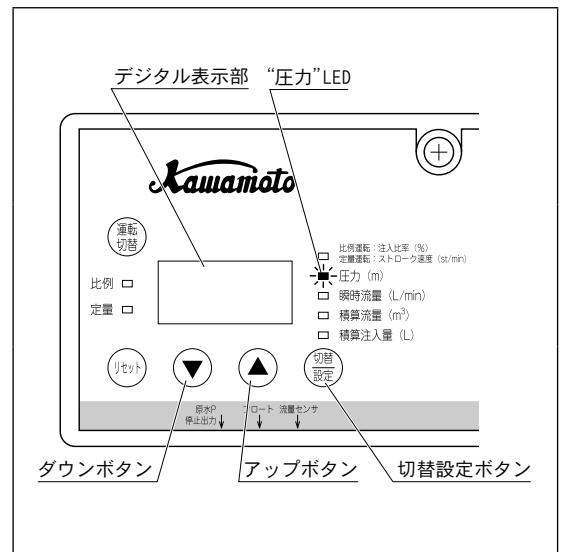 デジタル表示部 “圧力”LED
Kawamoto
運転
切替
比例運転：注入比率（%）
定量運転：ストローク速度（st/min）
圧力（m）
比例
瞬時流量（L/min）
定量
積算流量（m³）
積算注入量（L）
リセット
切替
設定
原水P
停止出力
フロート
流量センサ
ダウンボタン アップボタン 切替設定ボタン